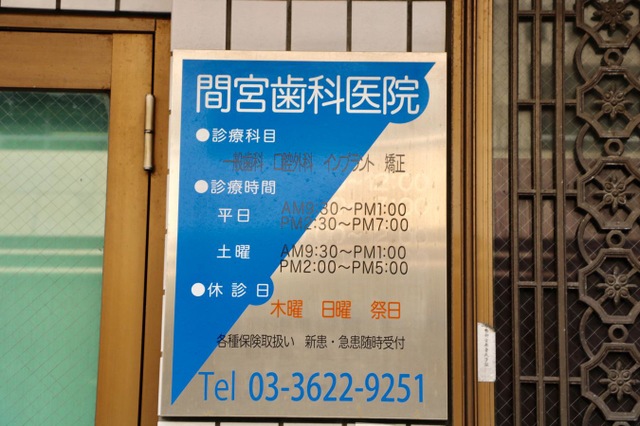 間宮歯科医院
●診療科目
一般歯科 口腔外科 インプラント 矯正
●診療時間
平日 AM9:30～PM1:00
PM2:30～PM7:00
土曜 AM9:30～PM1:00
PM2:00～PM5:00
●休診日
木曜 日曜 祭日
各種保険取扱い 新患・急患随時受付
Tel 03-3622-9251